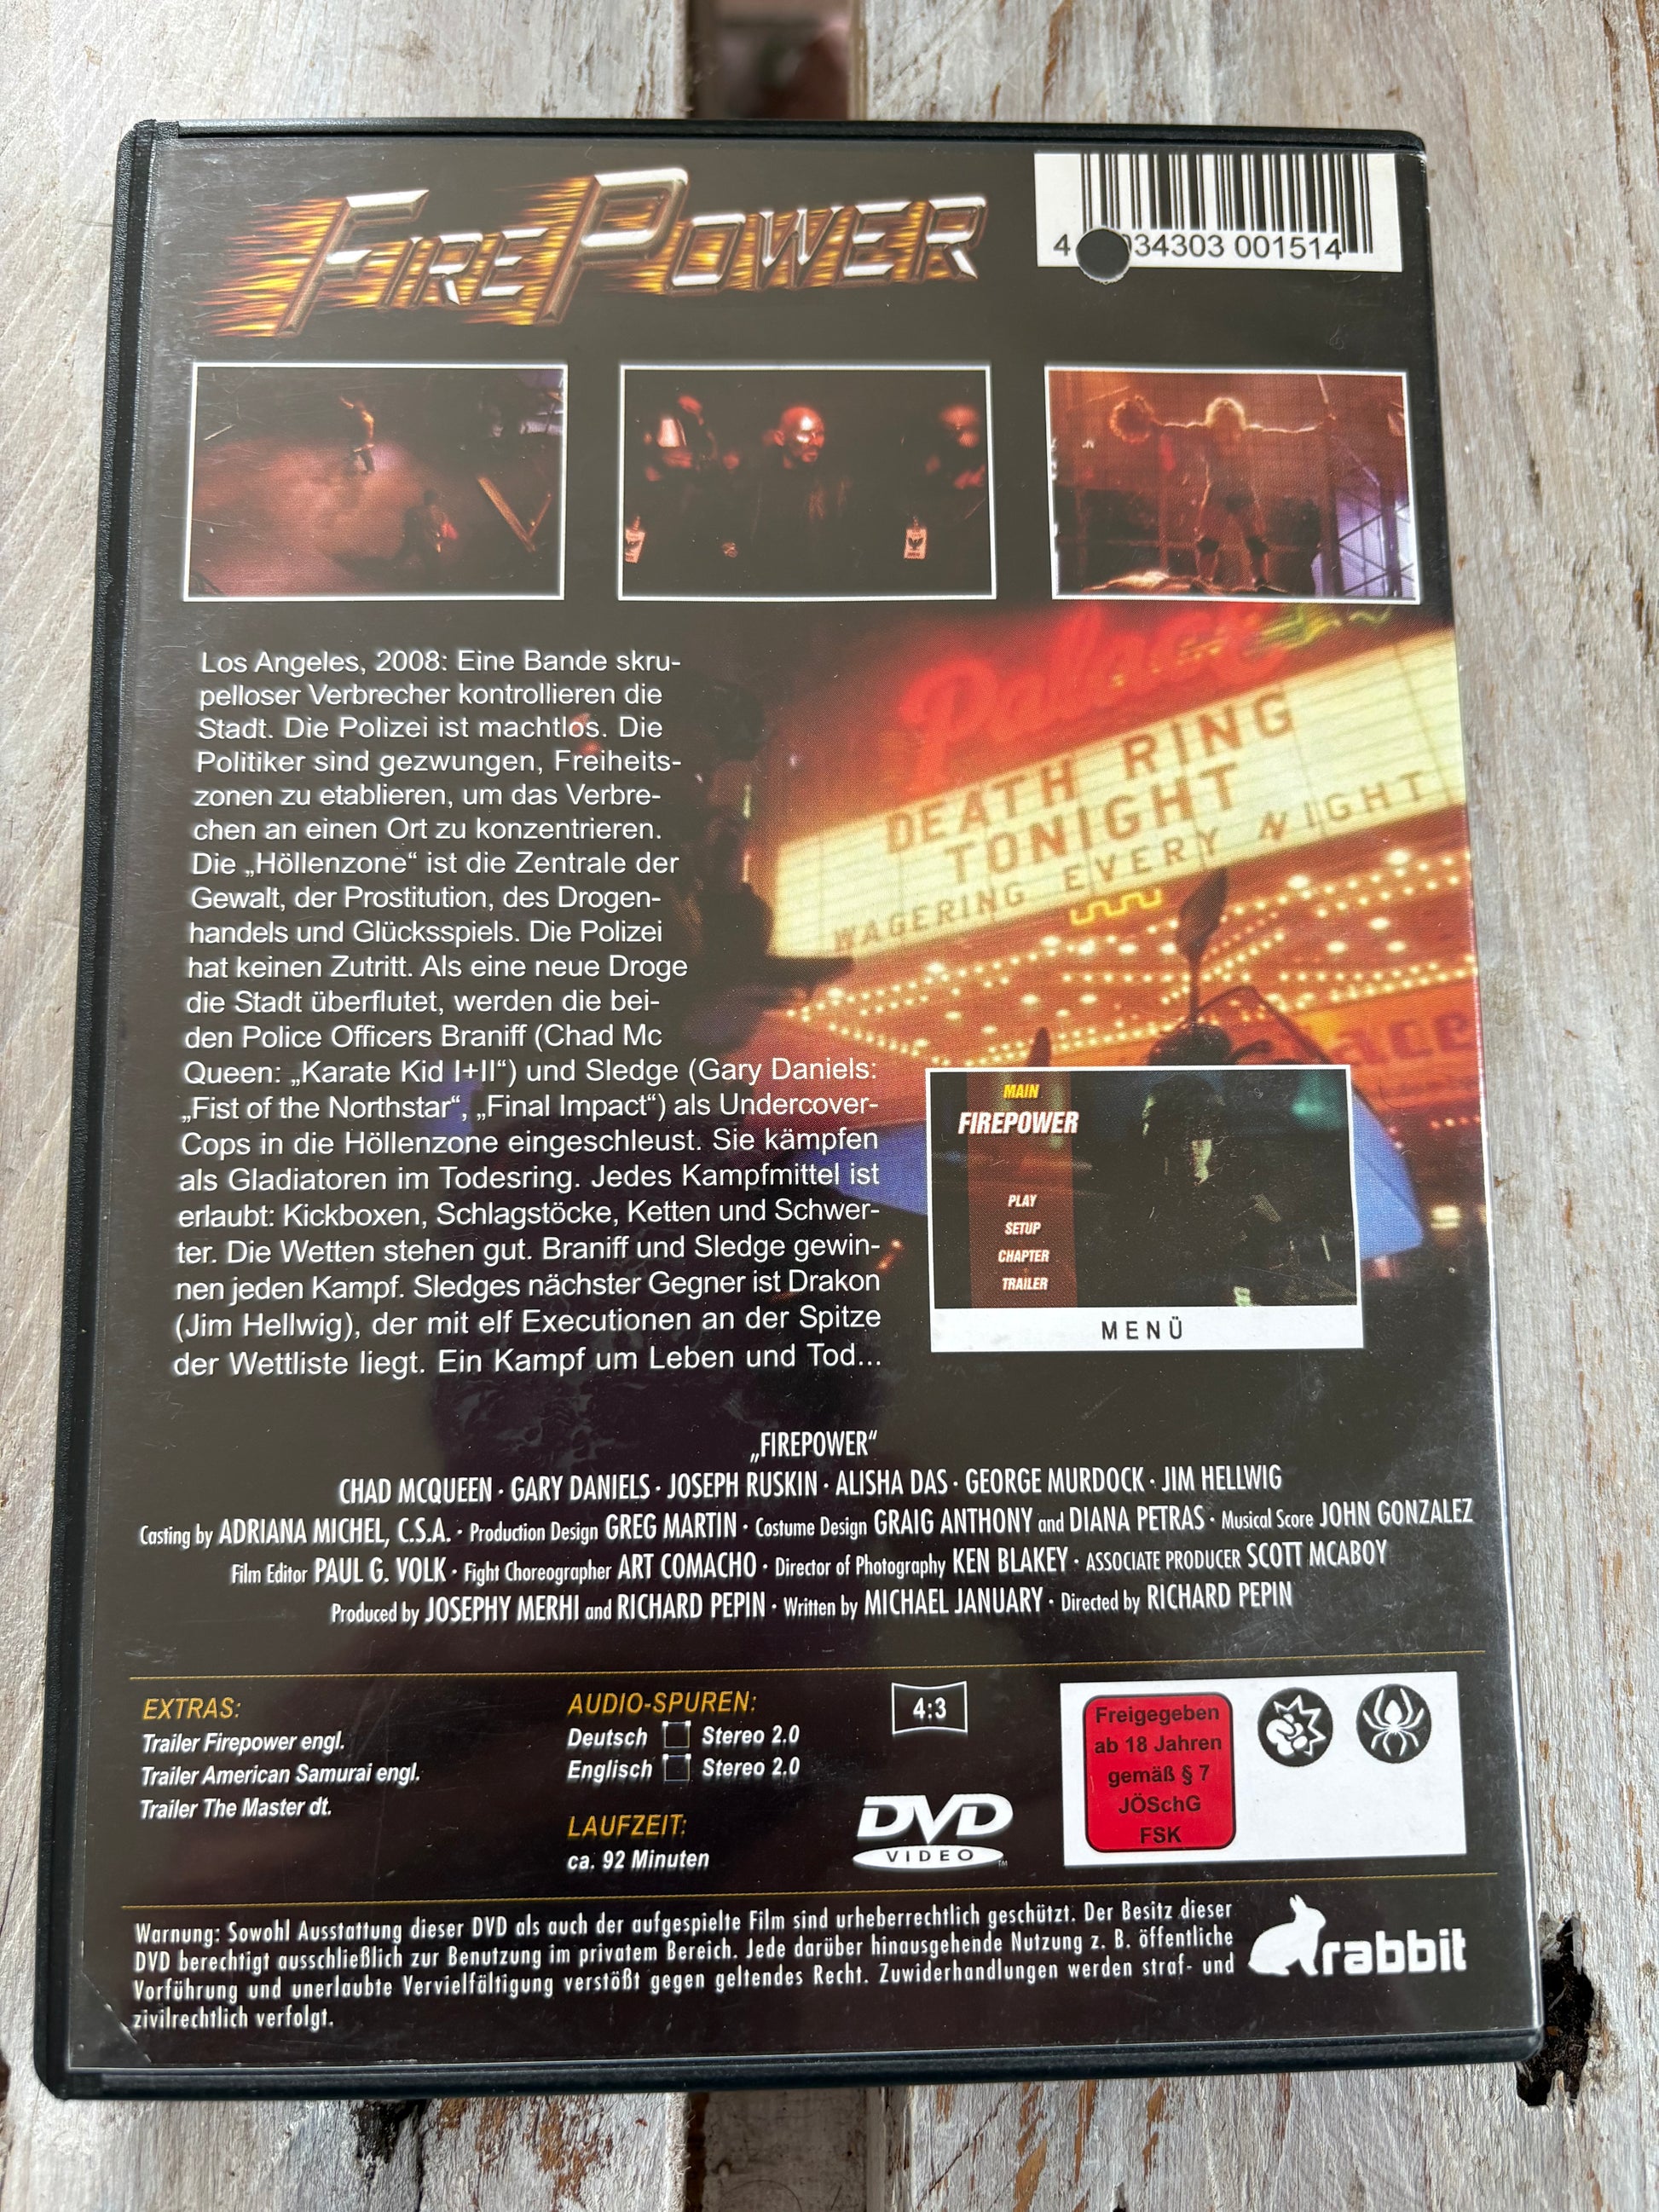 FIREPOWER
4 34303 001514
Palace
DEATH RING
TONIGHT
WAGERING EVERY NIGHT
Los Angeles, 2008: Eine Bande skru-
pelloser Verbrecher kontrollieren die
Stadt. Die Polizei ist machtlos. Die
Politiker sind gezwungen, Freiheits-
zonen zu etablieren, um das Verbre-
chen an einen Ort zu konzentrieren.
Die „Höllenzone“ ist die Zentrale der
Gewalt, der Prostitution, des Drogen-
handels und Glücksspiels. Die Polizei
hat keinen Zutritt. Als eine neue Droge
die Stadt überflutet, werden die bei-
den Police Officers Braniff (Chad Mc
Queen: „Karate Kid I+II“) und Sledge (Gary Daniels:
„Fist of the Northstar“, „Final Impact“) als Undercover-
Cops in die Höllenzone eingeschleust. Sie kämpfen
als Gladiatoren im Todesring. Jedes Kampfmittel ist
erlaubt: Kickboxen, Schlagstöcke, Ketten und Schwer-
ter. Die Wetten stehen gut. Braniff und Sledge gewin-
nen jeden Kampf. Sledges nächster Gegner ist Drakon
(Jim Hellwig), der mit elf Executionen an der Spitze
der Wettliste liegt. Ein Kampf um Leben und Tod...
MAIN
FIREPOWER
PLAY
SETUP
CHAPTER
TRAILER
MENÜ
„FIREPOWER“
CHAD MCQUEEN · GARY DANIELS · JOSEPH RUSKIN · ALISHA DAS · GEORGE MURDOCK · JIM HELLWIG
Casting by ADRIANA MICHEL, C.S.A. · Production Design GREG MARTIN · Costume Design GRAIG ANTHONY and DIANA PETRAS · Musical Score JOHN GONZALEZ
Film Editor PAUL G. VOLK · Fight Choreographer ART COMACHO · Director of Photography KEN BLAKEY · ASSOCIATE PRODUCER SCOTT MCABOY
Produced by JOSEPHY MERHI and RICHARD PEPIN · Written by MICHAEL JANUARY · Directed by RICHARD PEPIN
EXTRAS:
Trailer Firepower engl.
Trailer American Samurai engl.
Trailer The Master dt.
AUDIO-SPUREN:
Deutsch Stereo 2.0
Englisch Stereo 2.0
LAUFZEIT:
ca. 92 Minuten
4:3
DVD
VIDEO
TM
Freigegeben
ab 18 Jahren
gemäß § 7
JÖSchG
FSK
Warnung: Sowohl Ausstattung dieser DVD als auch der aufgespielte Film sind urheberrechtlich geschützt. Der Besitz dieser
DVD berechtigt ausschließlich zur Benutzung im privatem Bereich. Jede darüber hinausgehende Nutzung z. B. öffentliche
Vorführung und unerlaubte Vervielfältigung verstößt gegen geltendes Recht. Zuwiderhandlungen werden straf- und
zivilrechtlich verfolgt.
rabbit